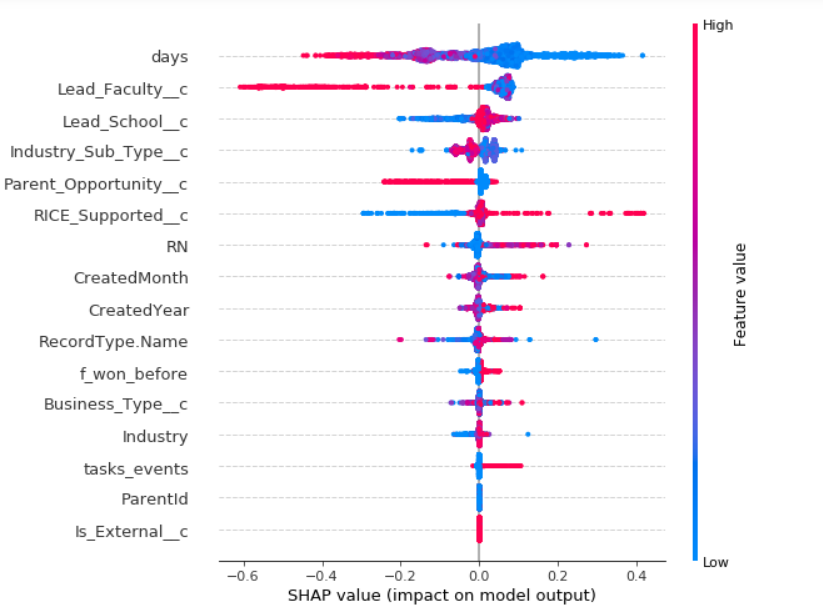 High
days
Lead_Faculty__c
Lead_School__c
Industry_Sub_Type__c
Parent_Opportunity__c
RICE_Supported__c
RN
CreatedMonth
CreatedYear
RecordType.Name
f_won_before
Business_Type__c
Industry
tasks_events
ParentId
Is_External__c
Feature value
Low
−0.6 −0.4 −0.2 0.0 0.2 0.4
SHAP value (impact on model output)